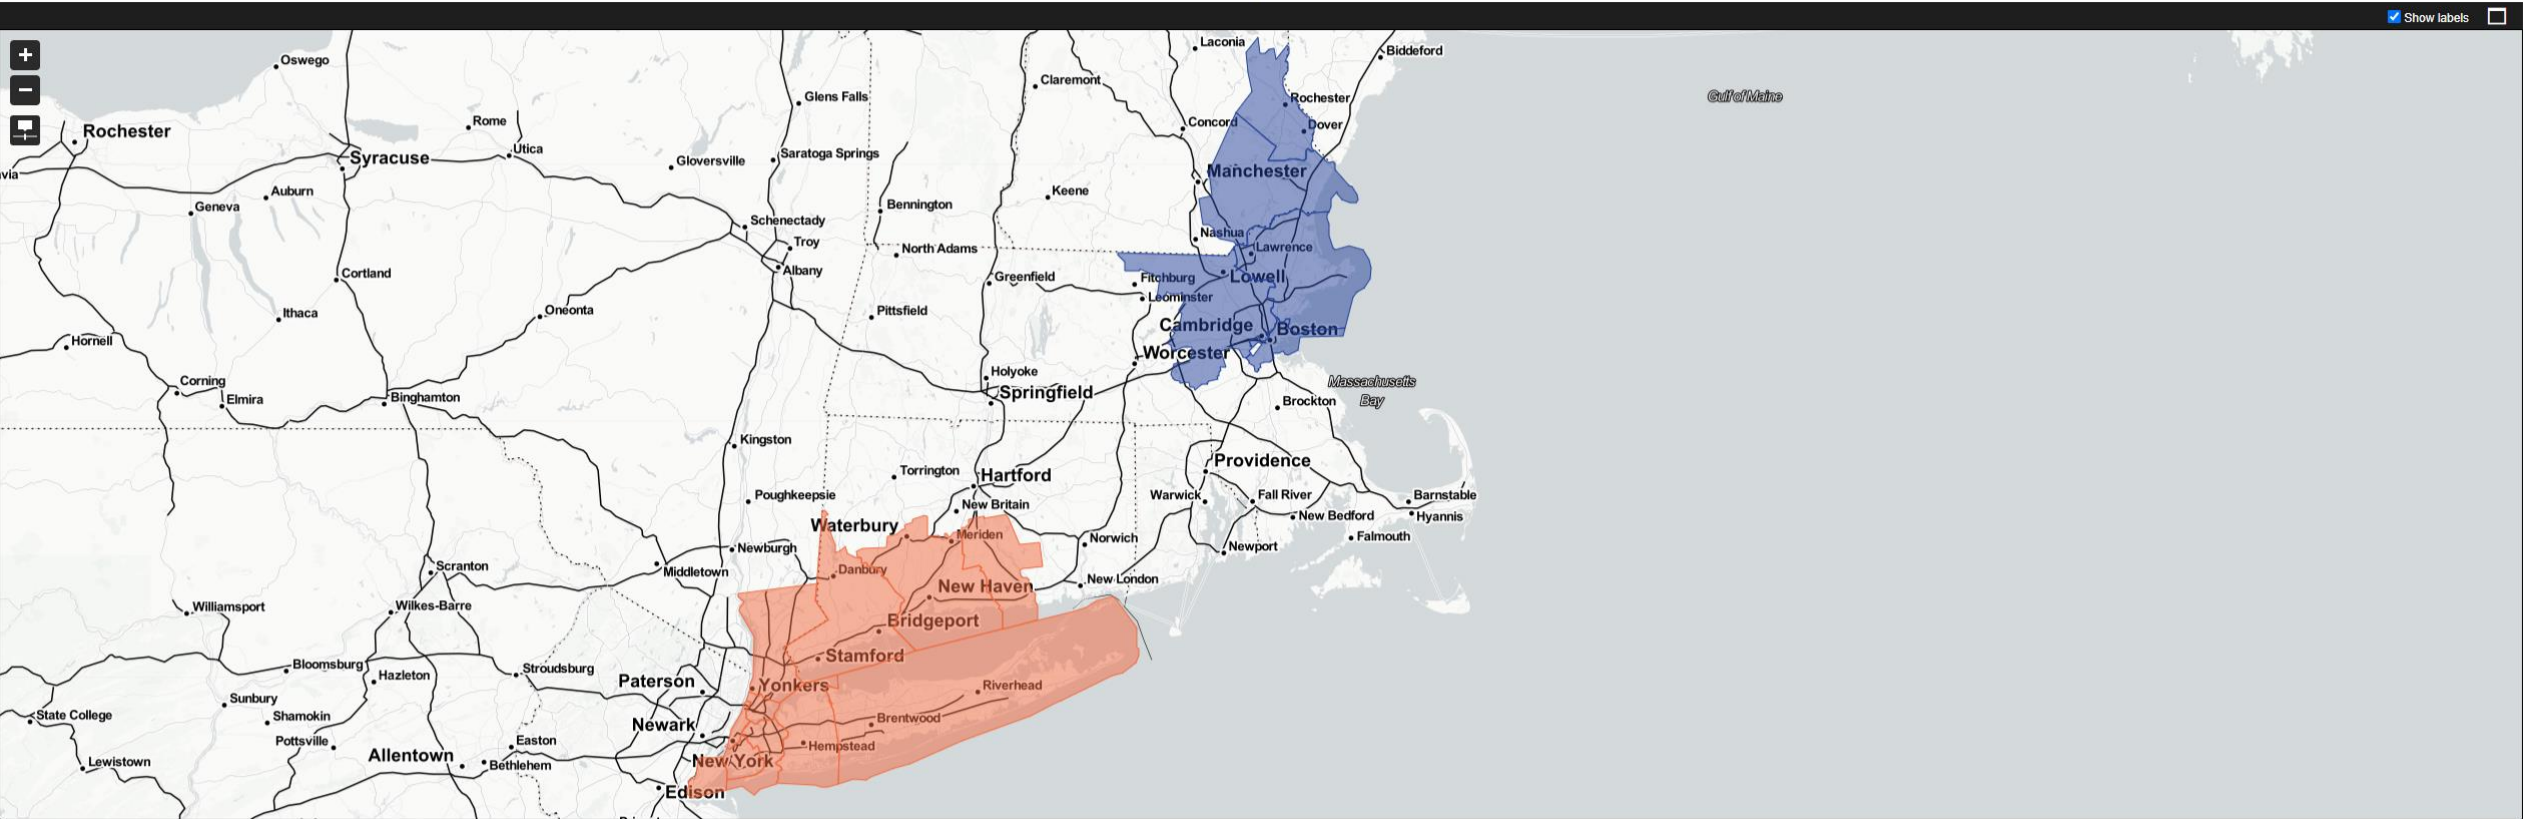 Show labels
+
−
Oswego
Rochester
Rome
Syracuse
Utica
via
Auburn
Geneva
Cortland
Ithaca
Hornell
Corning
Elmira
Binghamton
Oneonta
Glens Falls
Gloversville
Saratoga Springs
Schenectady
Troy
Albany
Bennington
North Adams
Pittsfield
Claremont
Keene
Greenfield
Holyoke
Springfield
Laconia
Biddeford
Rochester
Concord
Dover
Manchester
Nashua
Lawrence
Lowell
Fitchburg
Leominster
Cambridge
Boston
Worcester
Gulf of Maine
Massachusetts
Bay
Brockton
Providence
Warwick
Fall River
New Bedford
Newport
Barnstable
Hyannis
Falmouth
Kingston
Poughkeepsie
Torrington
Hartford
New Britain
Waterbury
Meriden
Norwich
New London
Newburgh
Middletown
Danbury
New Haven
Bridgeport
Stamford
Yonkers
Riverhead
Brentwood
Hempstead
New York
Edison
Newark
Paterson
Scranton
Williamsport
Wilkes-Barre
Bloomsburg
Hazleton
Stroudsburg
Sunbury
State College
Shamokin
Pottsville
Lewistown
Allentown
Easton
Bethlehem